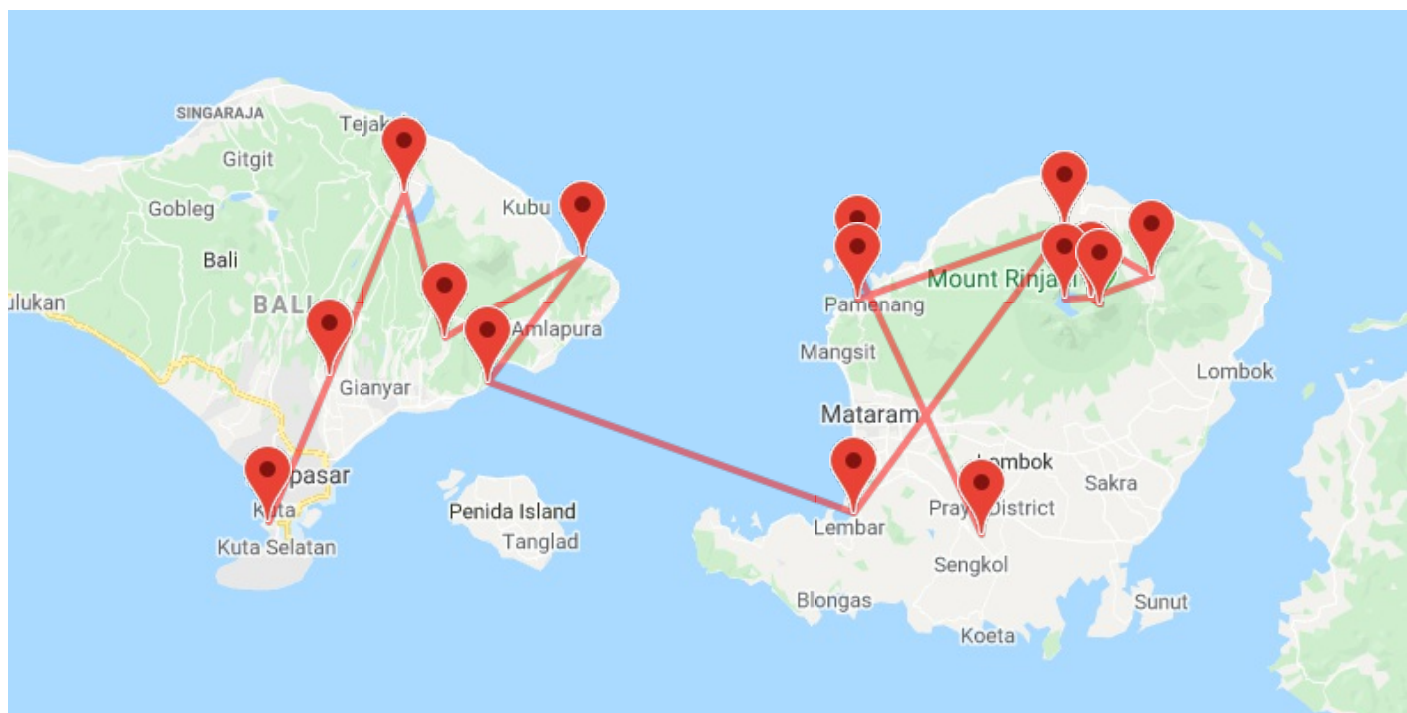 SINGARAJA
Tejak
Gitgit
Kubu
Gobleg
Bali
Mount Rinja
ulukan
BALI
Pamenang
Amlapura
Mangsit
Gianyar
Lombok
Mataram
pasar
Lombok
Sakra
Kuta
Penida Island
Pray District
Lembar
Kuta Selatan
Tanglad
Sengkol
Blongas
Sunut
Koeta